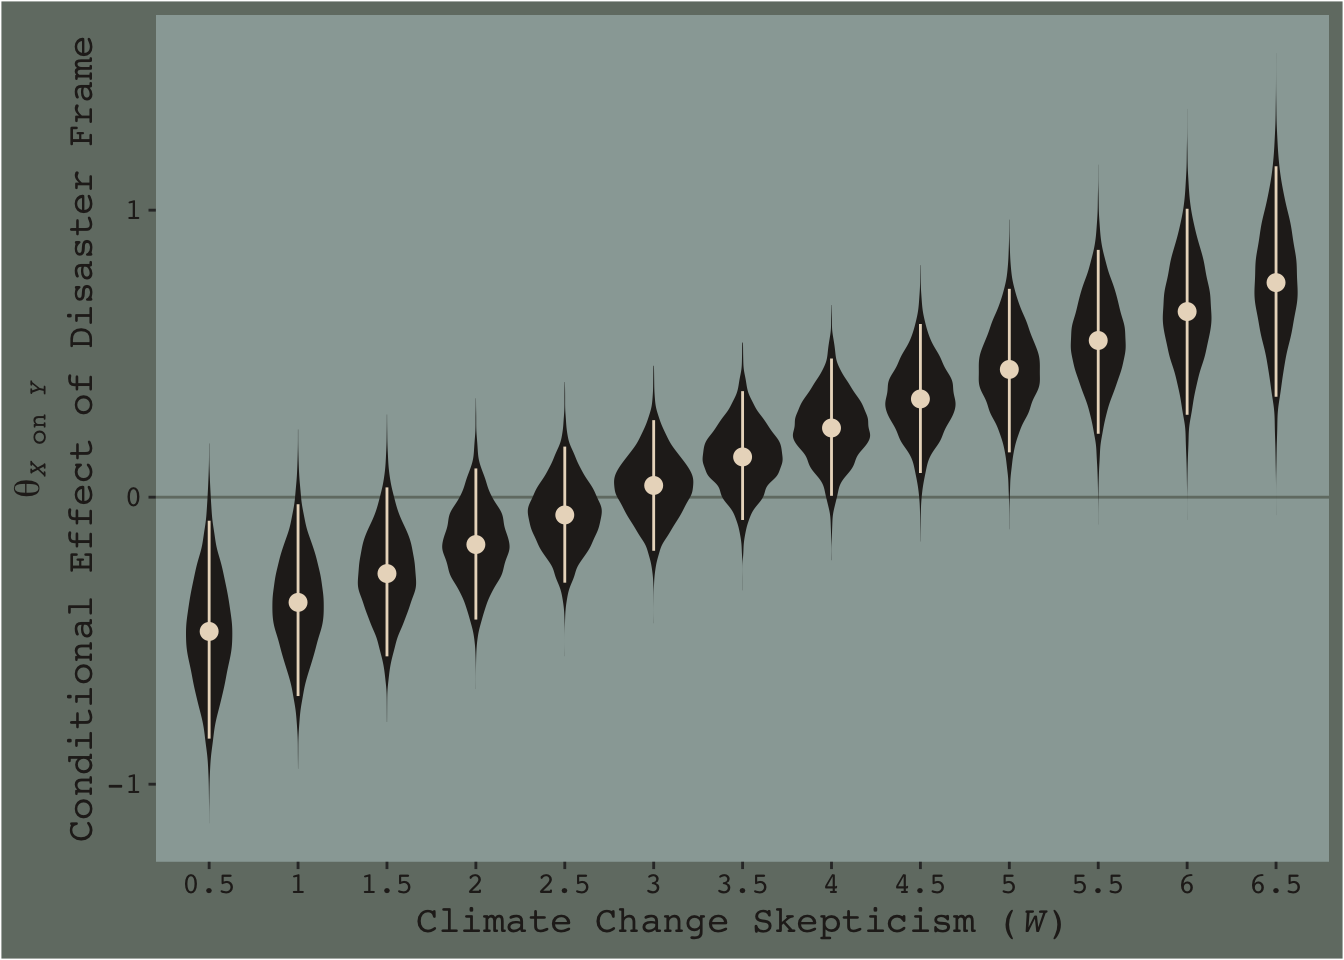 θX on Y
Conditional Effect of Disaster Frame
1
0
-1
0.5 1 1.5 2 2.5 3 3.5 4 4.5 5 5.5 6 6.5
Climate Change Skepticism (W)